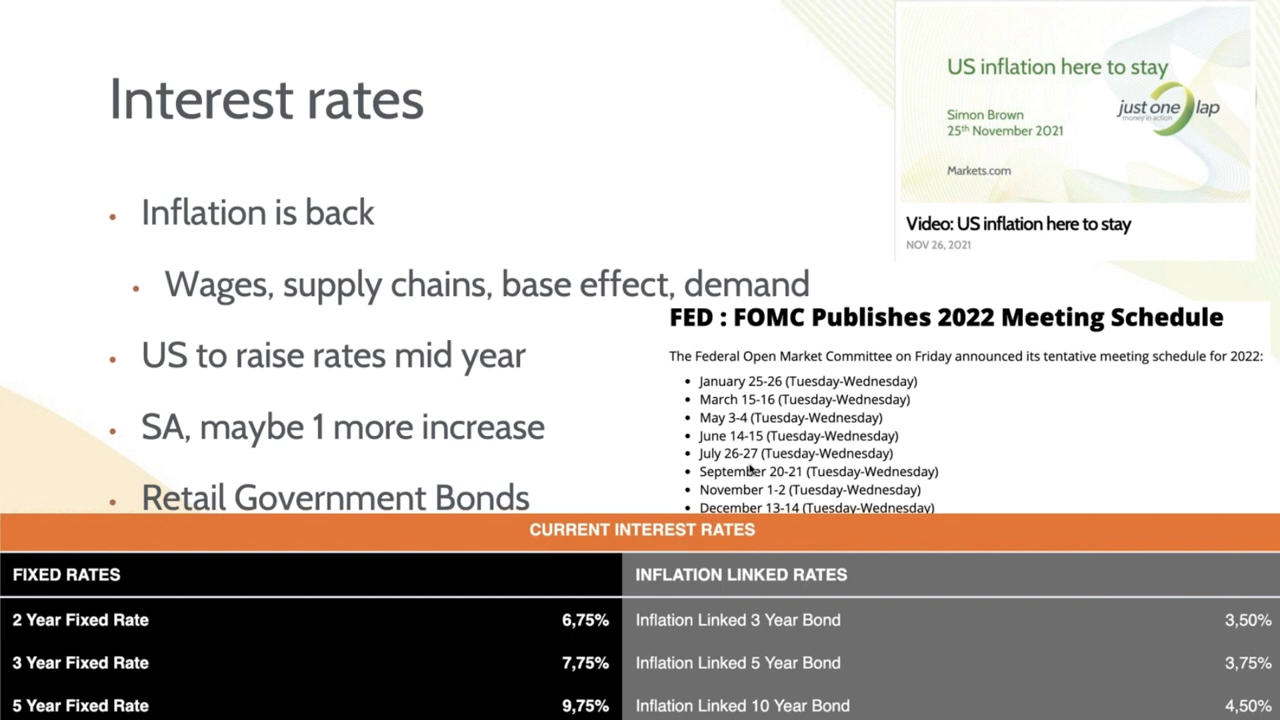 Interest rates
• Inflation is back
• Wages, supply chains, base effect, demand
• US to raise rates mid year
• SA, maybe 1 more increase
• Retail Government Bonds
US inflation here to stay
Simon Brown
25th November 2021
just one lap
money in action
Markets.com
Video: US inflation here to stay
NOV 26, 2021
FED : FOMC Publishes 2022 Meeting Schedule
The Federal Open Market Committee on Friday announced its tentative meeting schedule for 2022:
• January 25-26 (Tuesday-Wednesday)
• March 15-16 (Tuesday-Wednesday)
• May 3-4 (Tuesday-Wednesday)
• June 14-15 (Tuesday-Wednesday)
• July 26-27 (Tuesday-Wednesday)
• September 20-21 (Tuesday-Wednesday)
• November 1-2 (Tuesday-Wednesday)
• December 13-14 (Tuesday-Wednesday)
CURRENT INTEREST RATES
FIXED RATES
2 Year Fixed Rate 6,75%
3 Year Fixed Rate 7,75%
5 Year Fixed Rate 9,75%
INFLATION LINKED RATES
Inflation Linked 3 Year Bond 3,50%
Inflation Linked 5 Year Bond 3,75%
Inflation Linked 10 Year Bond 4,50%